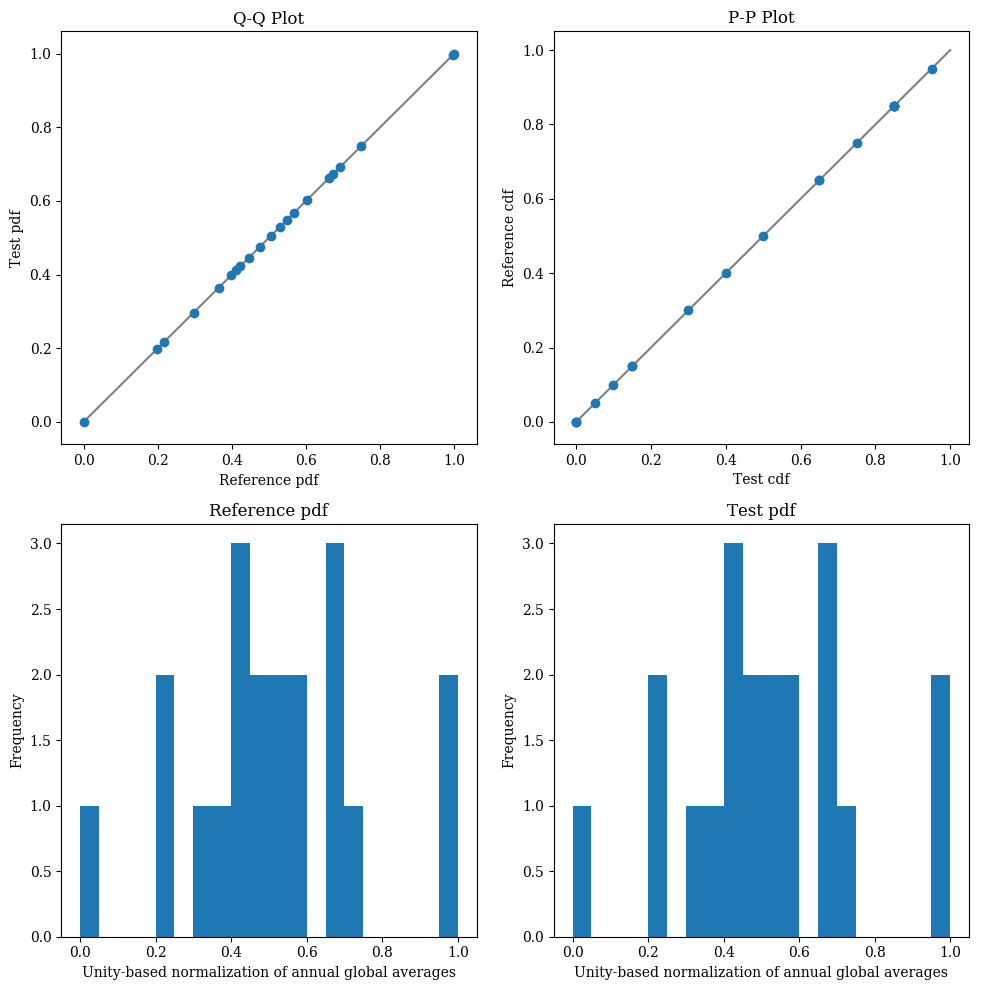 Q-Q Plot
1.0
0.8
0.6
0.4
0.2
0.0
Test pdf
0.0 0.2 0.4 0.6 0.8 1.0
Reference pdf
P-P Plot
1.0
0.8
0.6
0.4
0.2
0.0
Reference cdf
0.0 0.2 0.4 0.6 0.8 1.0
Test cdf
Reference pdf
3.0
2.5
2.0
1.5
1.0
0.5
0.0
Frequency
0.0 0.2 0.4 0.6 0.8 1.0
Unity-based normalization of annual global averages
Test pdf
3.0
2.5
2.0
1.5
1.0
0.5
0.0
Frequency
0.0 0.2 0.4 0.6 0.8 1.0
Unity-based normalization of annual global averages